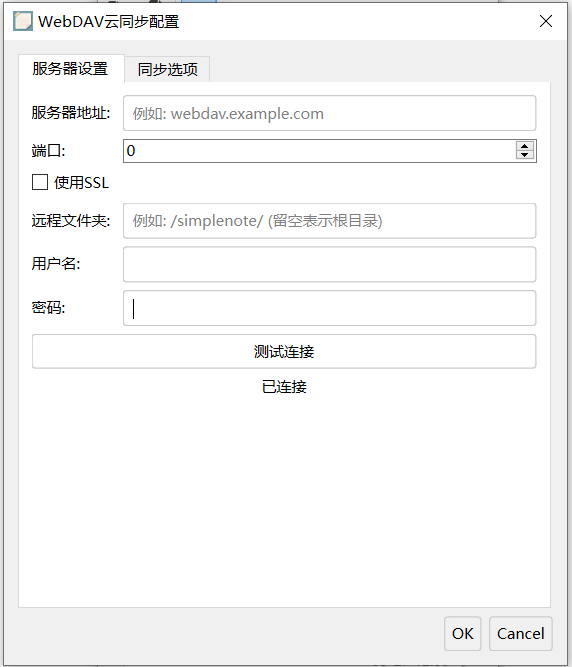 WebDAV云同步配置
服务器设置 同步选项
服务器地址: 例如: webdav.example.com
端口: 0
使用SSL
远程文件夹: 例如: /simplenote/ (留空表示根目录)
用户名:
密码:
测试连接
已连接
OK Cancel